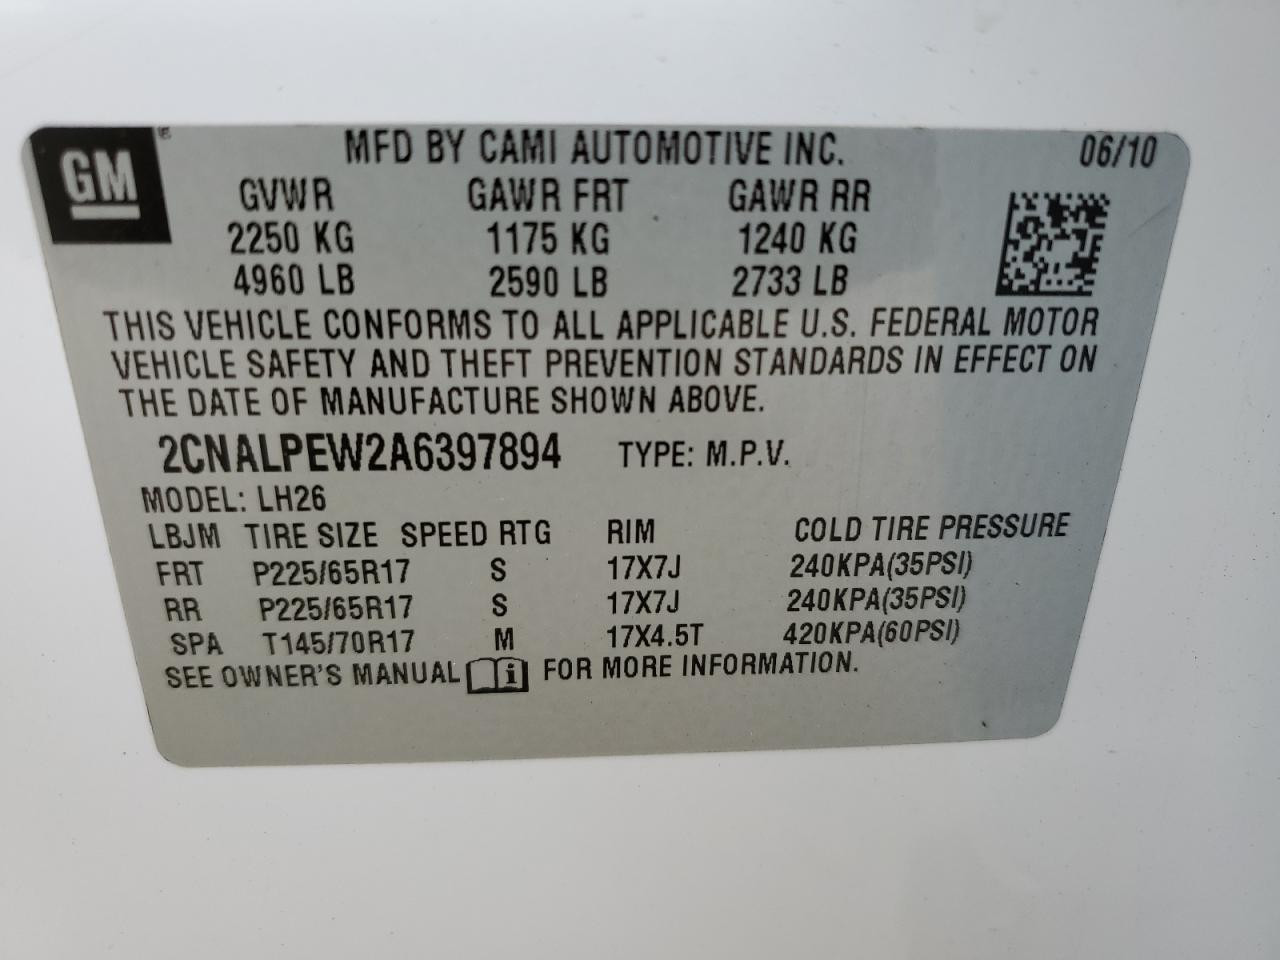 GM
MFD BY CAMI AUTOMOTIVE INC. 06/10
GVWR GAWR FRT GAWR RR
2250 KG 1175 KG 1240 KG
4960 LB 2590 LB 2733 LB
THIS VEHICLE CONFORMS TO ALL APPLICABLE U.S. FEDERAL MOTOR
VEHICLE SAFETY AND THEFT PREVENTION STANDARDS IN EFFECT ON
THE DATE OF MANUFACTURE SHOWN ABOVE.
2CNALPEW2A6397894 TYPE: M.P.V.
MODEL: LH26
LBJM TIRE SIZE SPEED RTG RIM COLD TIRE PRESSURE
FRT P225/65R17 S 17X7J 240KPA(35PSI)
RR P225/65R17 S 17X7J 240KPA(35PSI)
SPA T145/70R17 M 17X4.5T 420KPA(60PSI)
SEE OWNER'S MANUAL i FOR MORE INFORMATION.